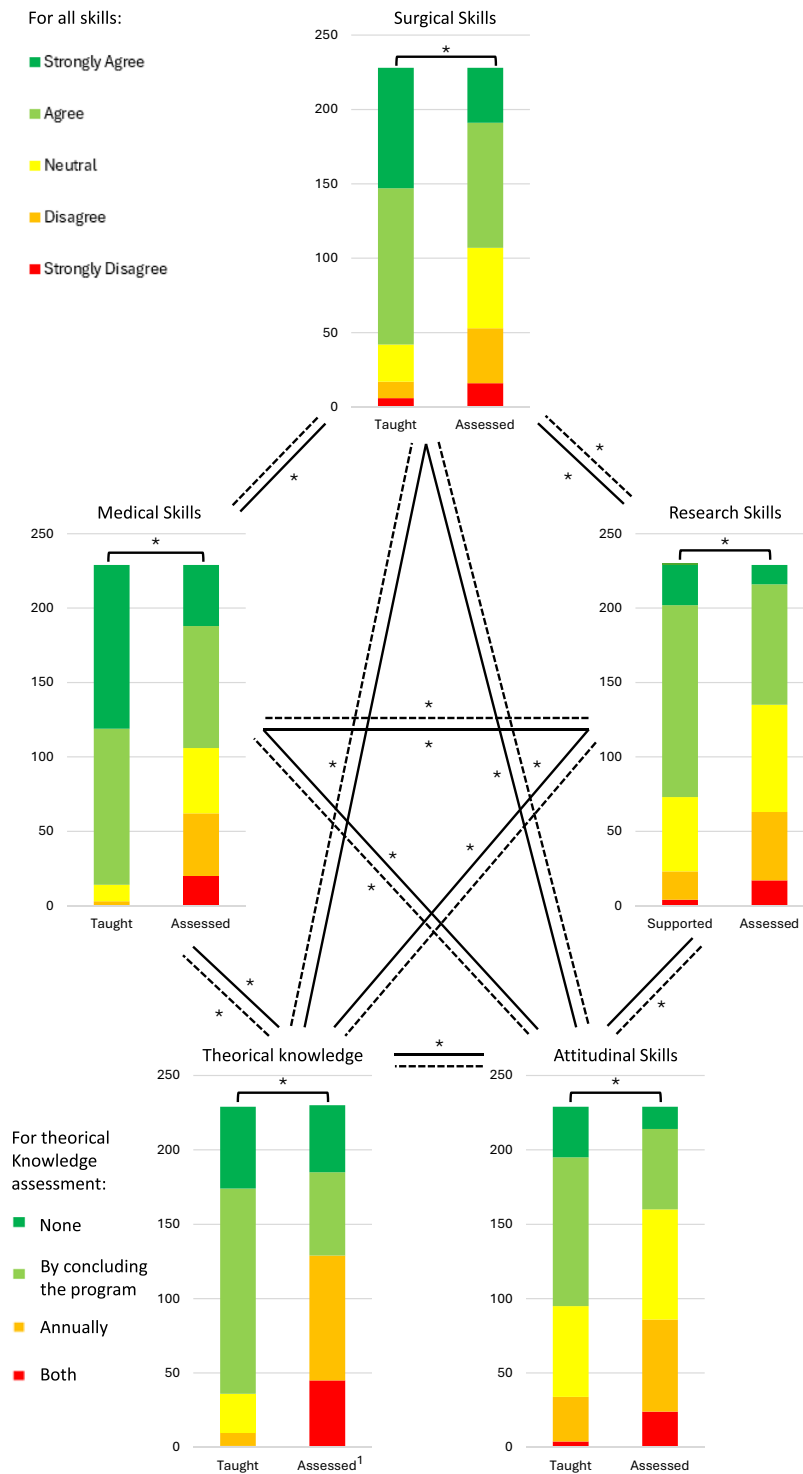 For all skills:
Strongly Agree
Agree
Neutral
Disagree
Strongly Disagree
Surgical Skills
*
250
200
150
100
50
0
Taught Assessed
*
*
*
Medical Skills
*
250
200
150
100
50
0
Taught Assessed
Research Skills
*
250
200
150
100
50
0
Supported Assessed
*
*
*
*
*
*
*
*
*
*
*
*
Theorical knowledge
*
250
200
150
100
50
0
Taught Assessed¹
*
Attitudinal Skills
*
250
200
150
100
50
0
Taught Assessed
For theorical
Knowledge
assessment:
None
By concluding
the program
Annually
Both